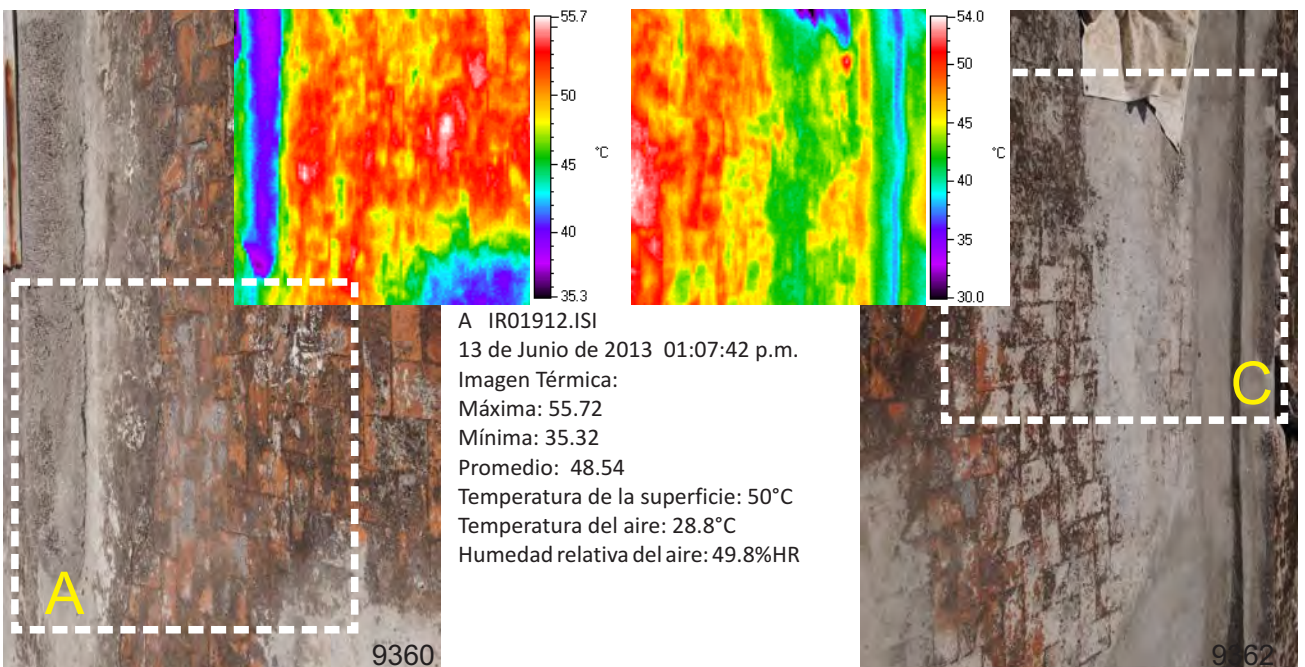 55.7
50
45
°C
40
35.3
54.0
50
45
°C
40
35
30.0
A IR01912.ISI
13 de Junio de 2013 01:07:42 p.m.
Imagen Térmica:
Máxima: 55.72
Mínima: 35.32
Promedio: 48.54
Temperatura de la superficie: 50°C
Temperatura del aire: 28.8°C
Humedad relativa del aire: 49.8%HR
A
C
9360
9362